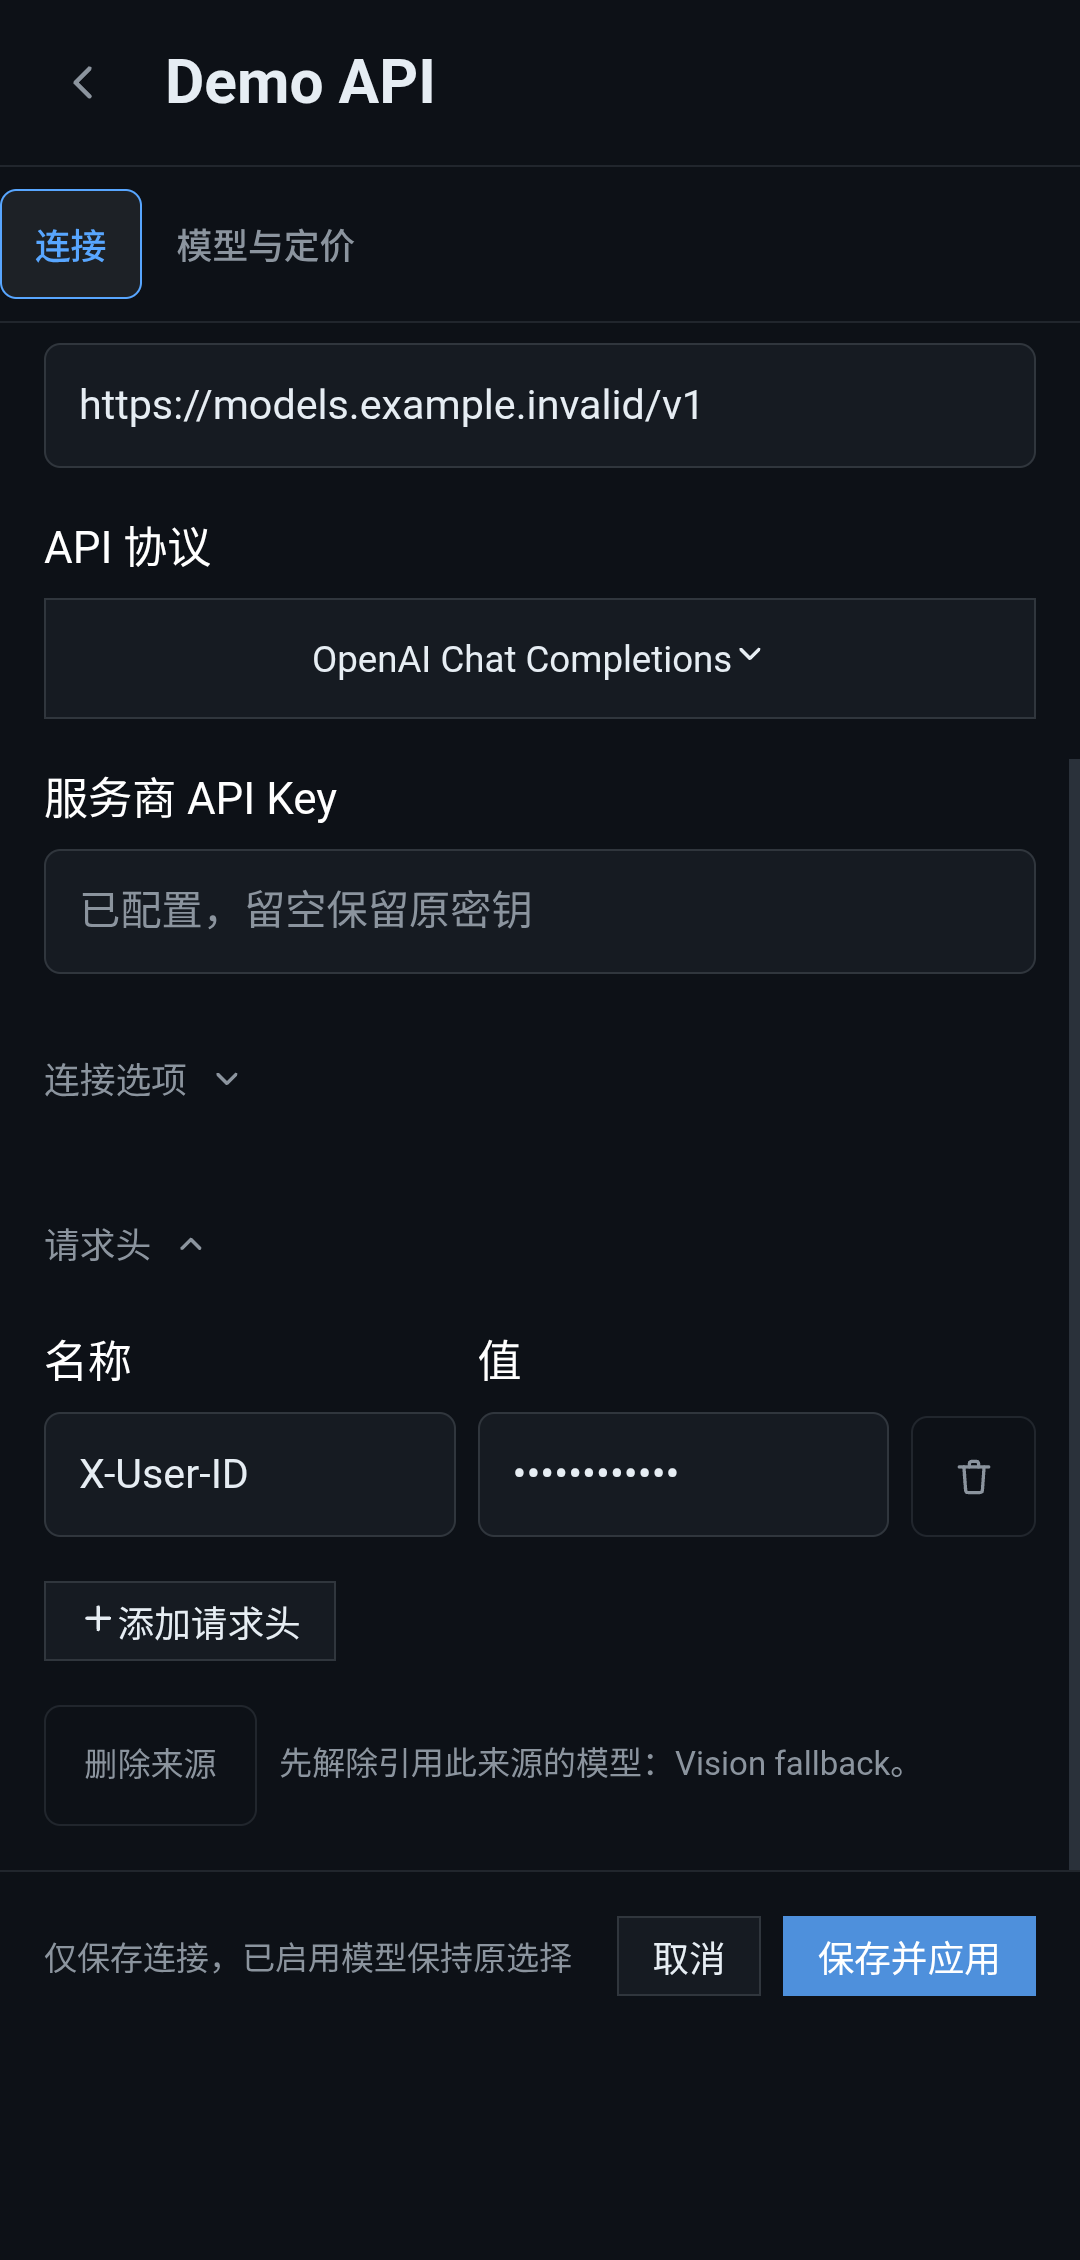 Demo API
连接
模型与定价
https://models.example.invalid/v1
API 协议
OpenAI Chat Completions
服务商 API Key
已配置，留空保留原密钥
连接选项
请求头
名称
值
X-User-ID
••••••••••••
添加请求头
删除来源
先解除引用此来源的模型：Vision fallback。
仅保存连接，已启用模型保持原选择
取消
保存并应用